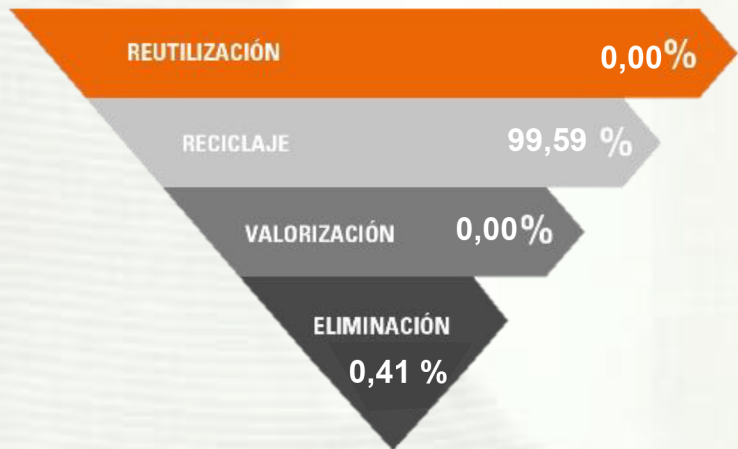 REUTILIZACIÓN 0,00%
RECICLAJE 99,59 %
VALORIZACIÓN 0,00%
ELIMINACIÓN
0,41 %